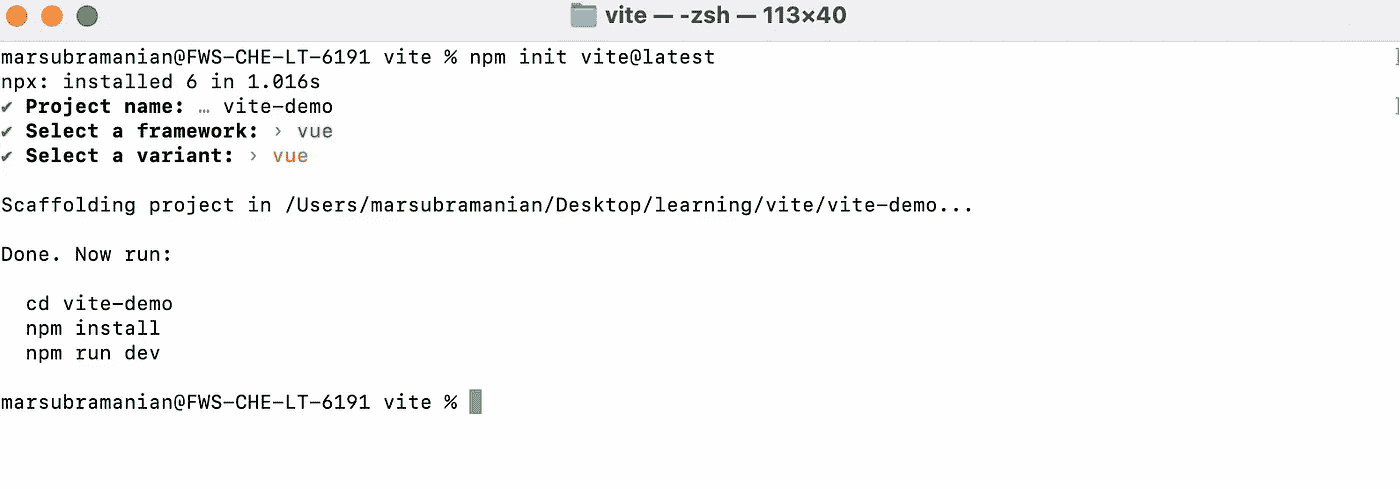 vite — -zsh — 113×40
marsubramanian@FWS-CHE-LT-6191 vite % npm init vite@latest
npx: installed 6 in 1.016s
✔ Project name: … vite-demo
✔ Select a framework: › vue
✔ Select a variant: › vue
Scaffolding project in /Users/marsubramanian/Desktop/learning/vite/vite-demo...
Done. Now run:
cd vite-demo
npm install
npm run dev
marsubramanian@FWS-CHE-LT-6191 vite %